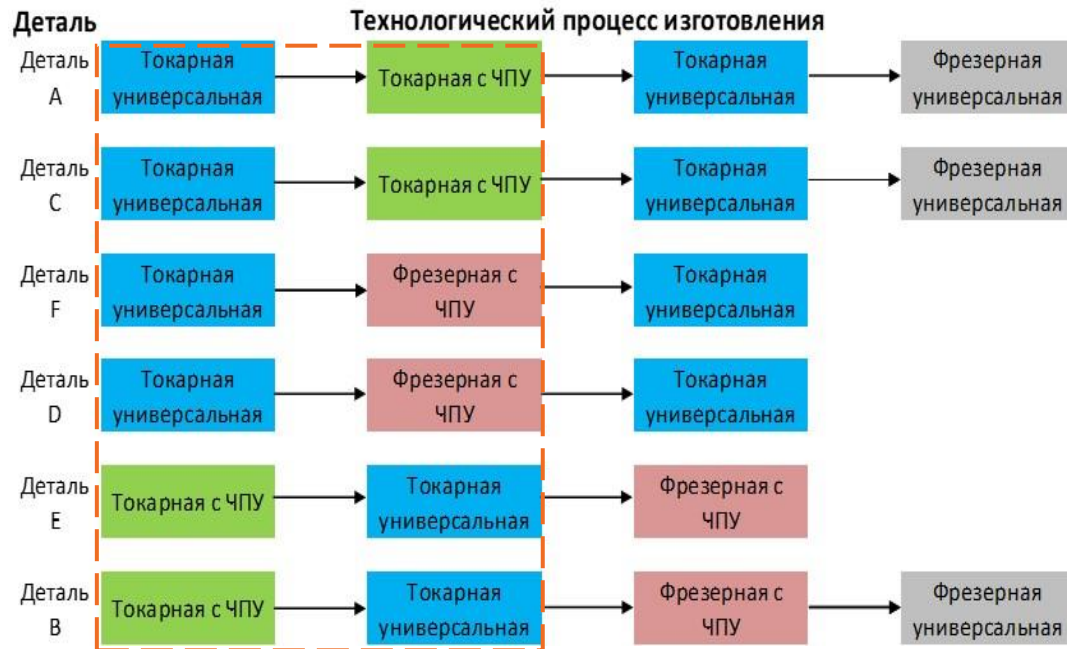 Деталь Технологический процесс изготовления
Деталь
A
Токарная
универсальная
Токарная с ЧПУ
Токарная
универсальная
Фрезерная
универсальная
Деталь
C
Токарная
универсальная
Токарная с ЧПУ
Токарная
универсальная
Фрезерная
универсальная
Деталь
F
Токарная
универсальная
Фрезерная с
ЧПУ
Токарная
универсальная
Деталь
D
Токарная
универсальная
Фрезерная с
ЧПУ
Токарная
универсальная
Деталь
E
Токарная с ЧПУ
Токарная
универсальная
Фрезерная с
ЧПУ
Деталь
B
Токарная с ЧПУ
Токарная
универсальная
Фрезерная с
ЧПУ
Фрезерная
универсальная